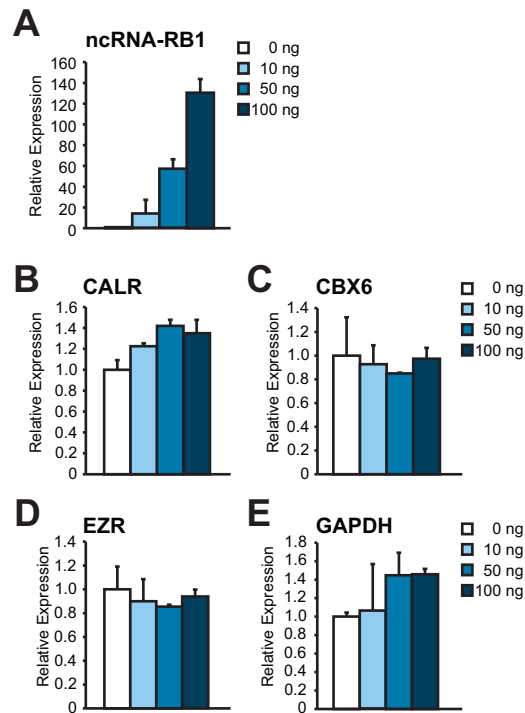 A
ncRNA-RB1
Relative Expression
160
140
120
100
80
60
40
20
0
0 ng
10 ng
50 ng
100 ng
B
CALR
Relative Expression
1.6
1.4
1.2
1.0
0.8
0.6
0.4
0.2
0
C
CBX6
Relative Expression
1.4
1.2
1.0
0.8
0.6
0.4
0.2
0
0 ng
10 ng
50 ng
100 ng
D
EZR
Relative Expression
1.4
1.2
1.0
0.8
0.6
0.4
0.2
0
E
GAPDH
Relative Expression
1.8
1.6
1.4
1.2
1.0
0.8
0.6
0.4
0.2
0
0 ng
10 ng
50 ng
100 ng